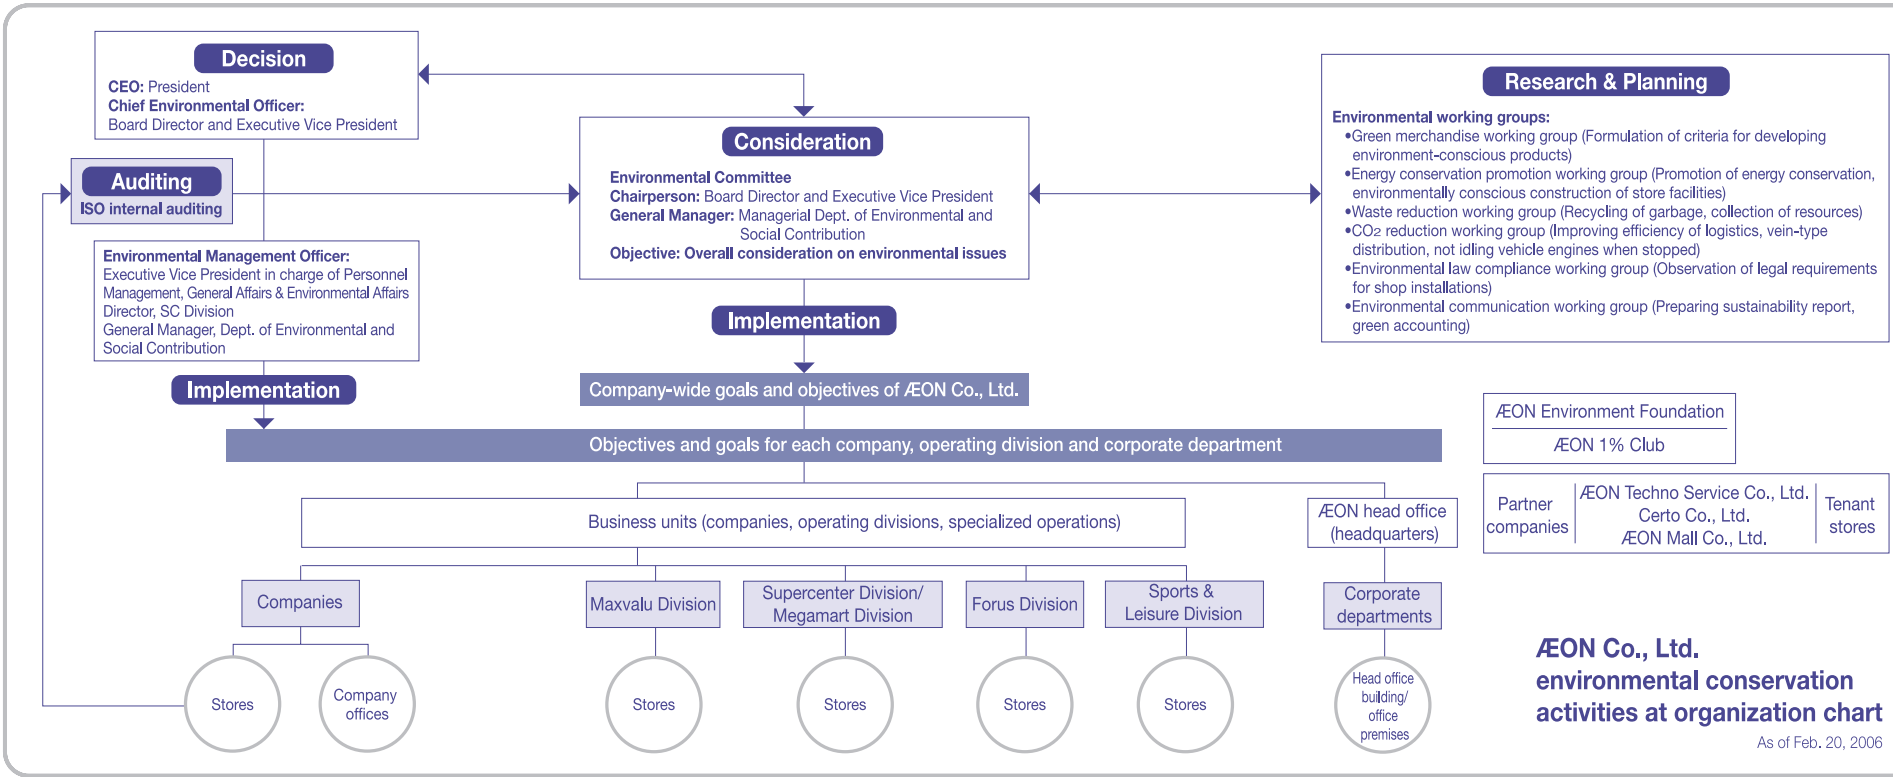 Decision
CEO: President
Chief Environmental Officer:
Board Director and Executive Vice President
Auditing
ISO internal auditing
Environmental Management Officer:
Executive Vice President in charge of Personnel
Management, General Affairs & Environmental Affairs
Director, SC Division
General Manager, Dept. of Environmental and
Social Contribution
Implementation
Consideration
Environmental Committee
Chairperson: Board Director and Executive Vice President
General Manager: Managerial Dept. of Environmental and
Social Contribution
Objective: Overall consideration on environmental issues
Implementation
Research & Planning
Environmental working groups:
•Green merchandise working group (Formulation of criteria for developing
environment-conscious products)
•Energy conservation promotion working group (Promotion of energy conservation,
environmentally conscious construction of store facilities)
•Waste reduction working group (Recycling of garbage, collection of resources)
•CO2 reduction working group (Improving efficiency of logistics, vein-type
distribution, not idling vehicle engines when stopped)
•Environmental law compliance working group (Observation of legal requirements
for shop installations)
•Environmental communication working group (Preparing sustainability report,
green accounting)
Company-wide goals and objectives of ÆON Co., Ltd.
Objectives and goals for each company, operating division and corporate department
Business units (companies, operating divisions, specialized operations)
ÆON head office
(headquarters)
Companies
Maxvalu Division
Supercenter Division/
Megamart Division
Forus Division
Sports &
Leisure Division
Corporate
departments
Stores
Company
offices
Stores
Stores
Stores
Stores
Head office
building/
office
premises
ÆON Environment Foundation
ÆON 1% Club
Partner
companies
ÆON Techno Service Co., Ltd.
Certo Co., Ltd.
ÆON Mall Co., Ltd.
Tenant
stores
ÆON Co., Ltd.
environmental conservation
activities at organization chart
As of Feb. 20, 2006